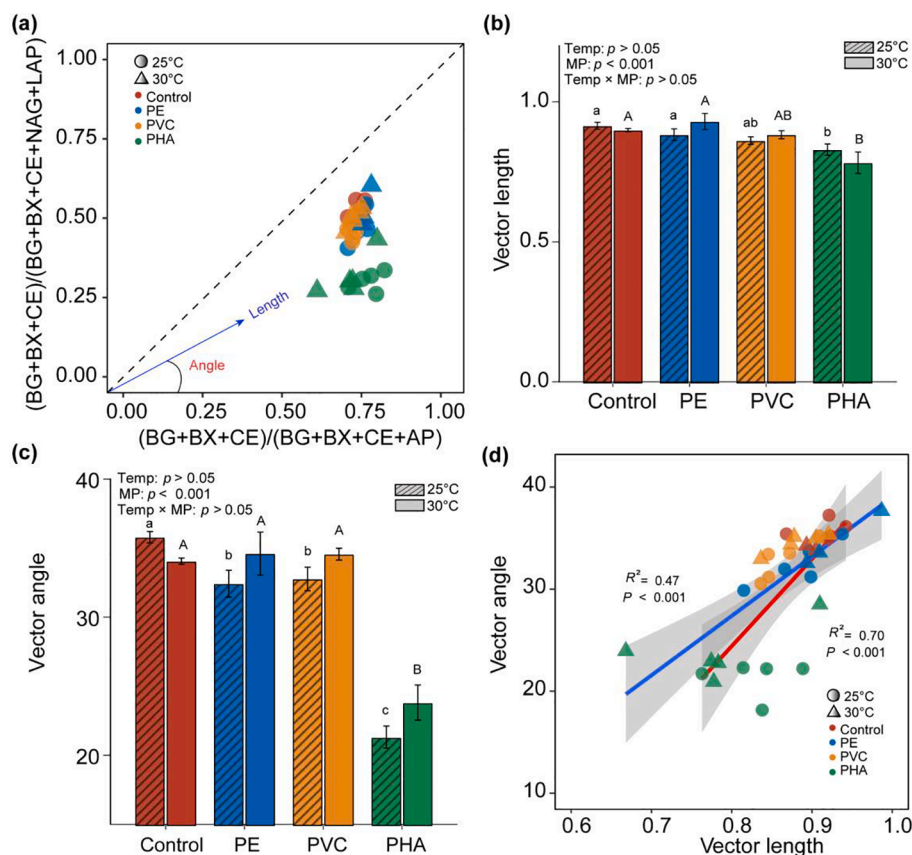 (a)
(BG+BX+CE)/(BG+BX+CE+NAG+LAP)
1.00
0.75
0.50
0.25
0.00
25°C
30°C
Control
PE
PVC
PHA
Length
Angle
0.00 0.25 0.50 0.75 1.00
(BG+BX+CE)/(BG+BX+CE+AP)
(b)
Vector length
1.0
0.5
0.0
Temp: p > 0.05
MP: p < 0.001
Temp × MP: p > 0.05
25°C
30°C
a A a A ab AB b B
Control PE PVC PHA
(c)
Vector angle
40
30
20
Temp: p > 0.05
MP: p < 0.001
Temp × MP: p > 0.05
25°C
30°C
a A b A b A c B
Control PE PVC PHA
(d)
Vector angle
40
30
20
10
R² = 0.47
P < 0.001
R² = 0.70
P < 0.001
25°C
30°C
Control
PE
PVC
PHA
0.6 0.7 0.8 0.9 1.0
Vector length